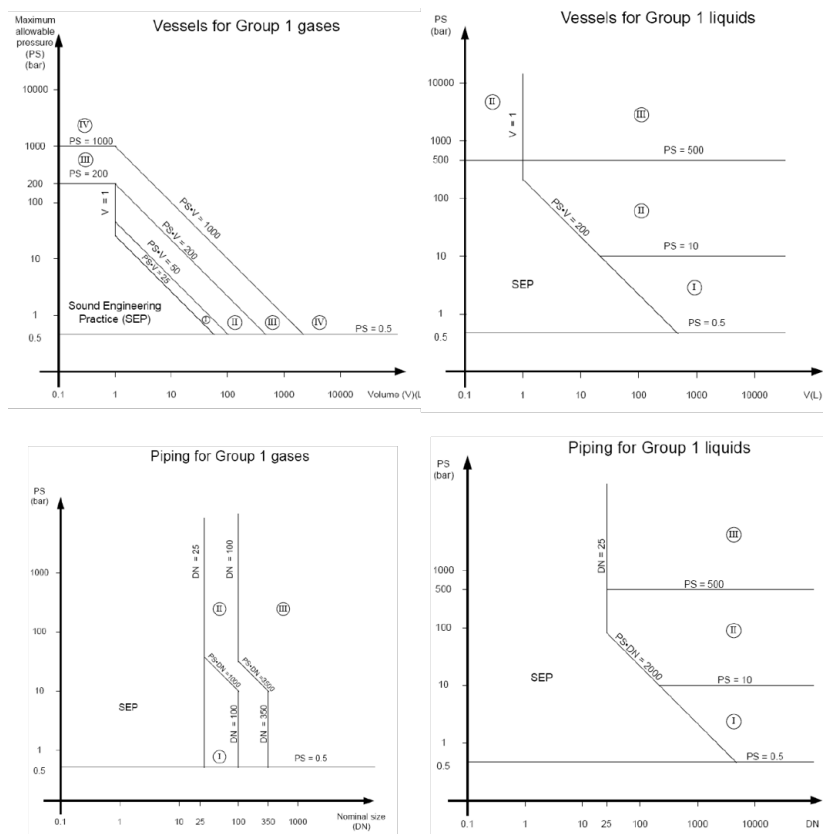 Vessels for Group 1 gases
Maximum
allowable
pressure
(PS)
(bar)
10000
1000
200
100
10
1
0.5
IV
PS = 1000
III
PS = 200
V = 1
PS•V = 1000
PS•V = 200
PS•V = 50
PS•V = 25
Sound Engineering
Practice (SEP)
I
II
III
IV
PS = 0.5
0.1
1
10
100
1000
10000
Volume (V)(L
Vessels for Group 1 liquids
PS
(bar)
10000
1000
500
100
10
1
0.5
II
V = 1
III
PS = 500
II
PS•V = 200
PS = 10
SEP
I
PS = 0.5
0.1
1
10
100
1000
10000
V(L)
Piping for Group 1 gases
PS
(bar)
1000
100
10
1
0.5
DN = 25
DN = 100
II
III
PS•DN =1000
PS•DN =3500
SEP
DN = 100
DN = 350
I
PS = 0.5
0.1
1
10
25
100
350
1000
Nominal size
(DN)
Piping for Group 1 liquids
PS
(bar)
1000
500
100
10
1
0.5
DN = 25
III
PS = 500
II
PS•DN = 2000
SEP
PS = 10
I
PS = 0.5
0.1
1
10
25
100
1000
10000
DN